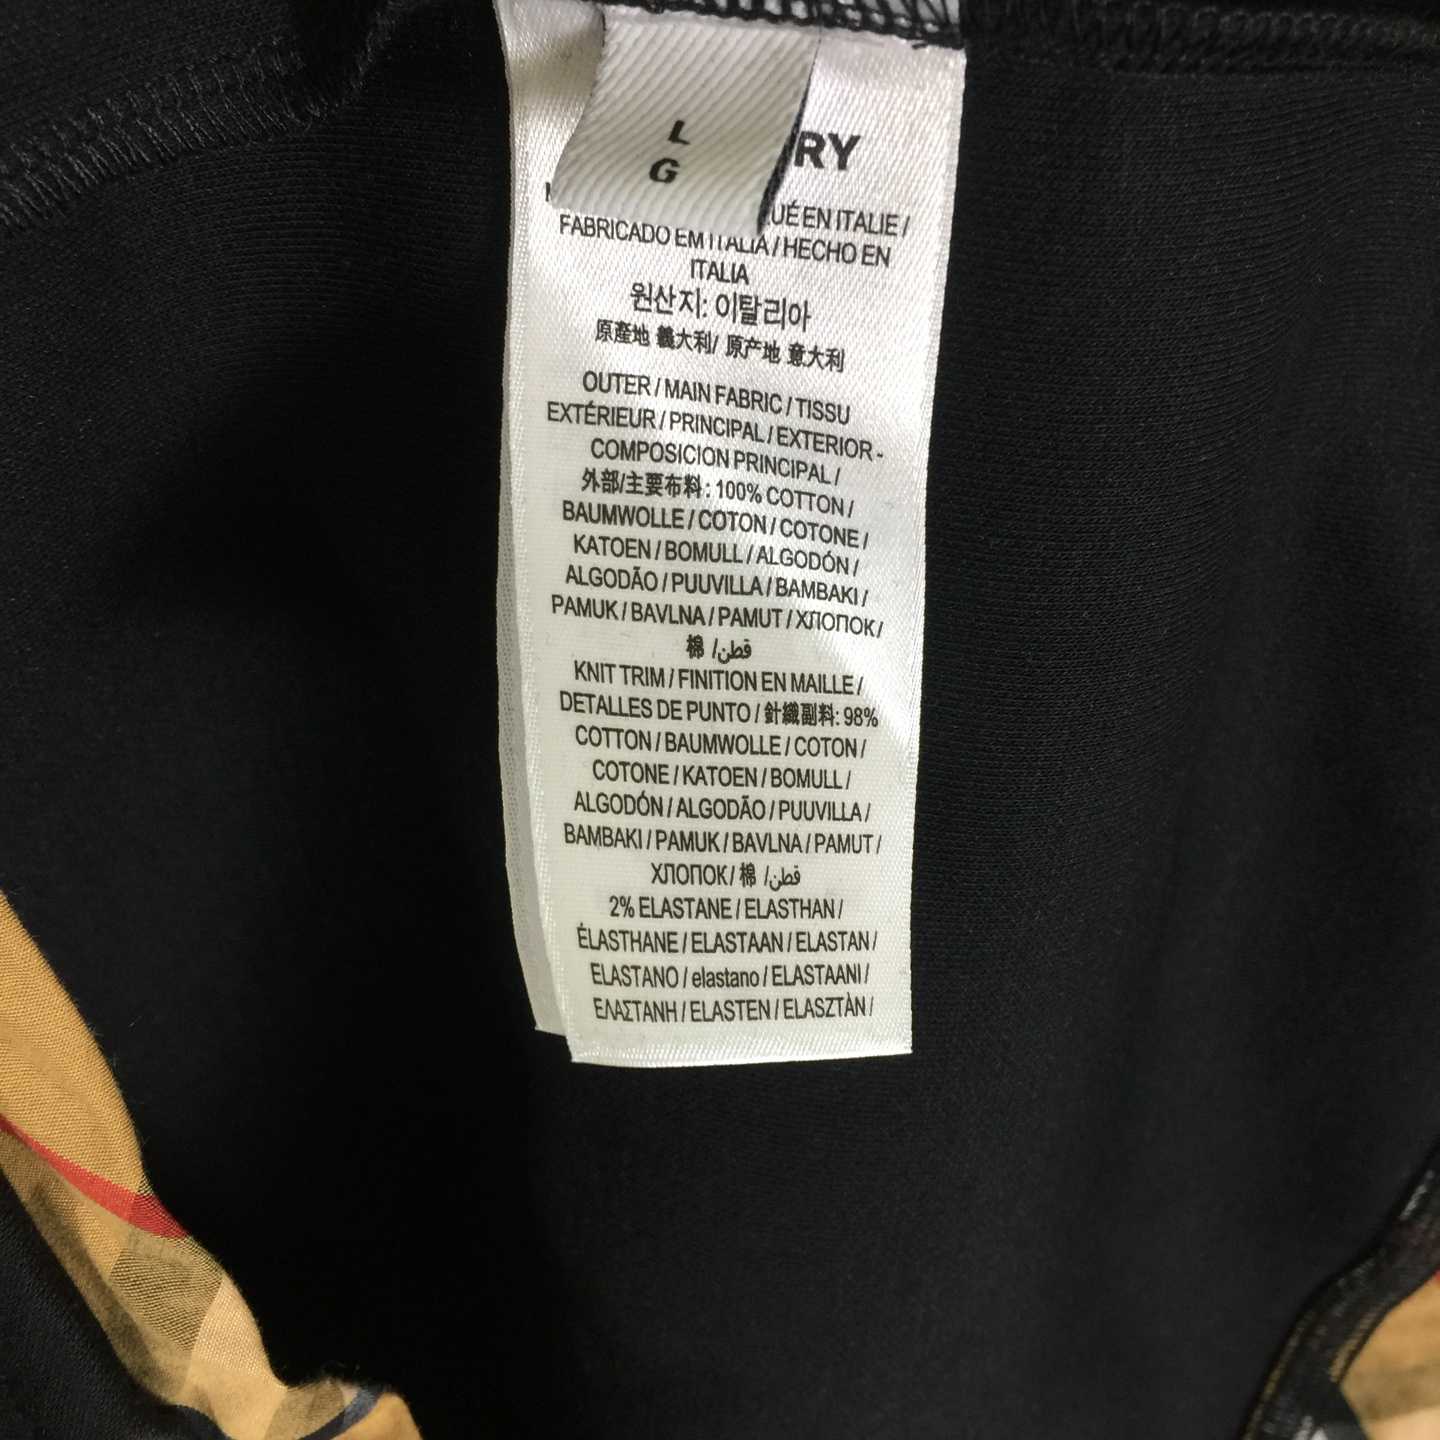 L
G
RY
UÉ EN ITALIE /
FABRICADO EM ITALIA / HECHO EN
ITALIA
원산지: 이탈리아
原產地 義大利/ 原产地 意大利
OUTER / MAIN FABRIC / TISSU
EXTÉRIEUR / PRINCIPAL / EXTERIOR -
COMPOSICION PRINCIPAL /
外部/主要布料 : 100% COTTON /
BAUMWOLLE / COTON / COTONE /
KATOEN / BOMULL / ALGODÓN /
ALGODÃO / PUUVILLA / BAMBAKI /
PAMUK / BAVLNA / PAMUT / ХЛОПОК /
棉 /قطن
KNIT TRIM / FINITION EN MAILLE /
DETALLES DE PUNTO / 針織副料: 98%
COTTON / BAUMWOLLE / COTON /
COTONE / KATOEN / BOMULL /
ALGODÓN / ALGODÃO / PUUVILLA /
BAMBAKI / PAMUK / BAVLNA / PAMUT /
ХЛОПОК / 棉 /قطن
2% ELASTANE / ELASTHAN /
ÉLASTHANE / ELASTAAN / ELASTAN /
ELASTANO / elastano / ELASTAANI /
ΕΛΑΣΤΑΝΗ / ELASTEN / ELASZTÀN /